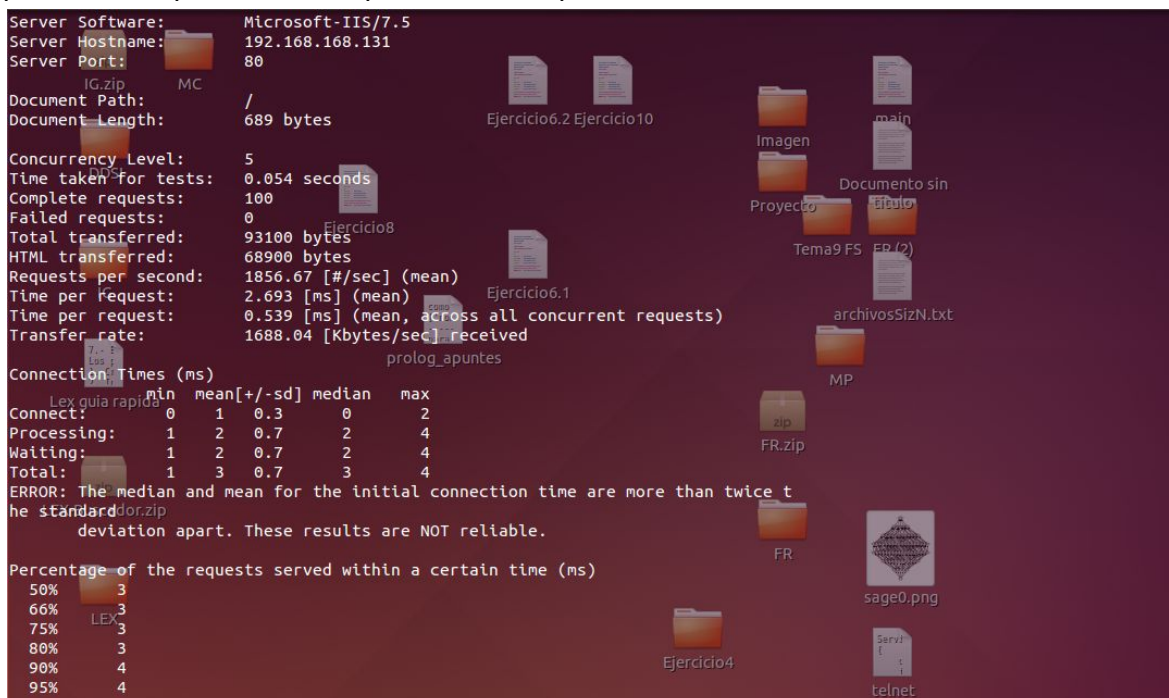 Server Software:        Microsoft-IIS/7.5
Server Hostname:        192.168.168.131
Server Port:            80
Document Path:          /
Document Length:        689 bytes
Concurrency Level:      5
Time taken for tests:   0.054 seconds
Complete requests:      100
Failed requests:        0
Total transferred:      93100 bytes
HTML transferred:       68900 bytes
Requests per second:    1856.67 [#/sec] (mean)
Time per request:       2.693 [ms] (mean)
Time per request:       0.539 [ms] (mean, across all concurrent requests)
Transfer rate:          1688.04 [Kbytes/sec] received
Connection Times (ms)
              min  mean[+/-sd] median   max
Connect:        0    1   0.3      0       2
Processing:     1    2   0.7      2       4
Waiting:        1    2   0.7      2       4
Total:          1    3   0.7      3       4
ERROR: The median and mean for the initial connection time are more than twice t
he standard
       deviation apart. These results are NOT reliable.
Percentage of the requests served within a certain time (ms)
  50%      3
  66%      3
  75%      3
  80%      3
  90%      4
  95%      4
IG.zip
MC
Ejercicio6.2
Ejercicio10
main
Imagen
DDSI
Documento sin
título
Proyecto
Ejercicio8
Tema9 FS
FR (2)
IG
Ejercicio6.1
archivosSizN.txt
prolog_apuntes
MP
Lex guia rapida
zip
FR.zip
FR
sage0.png
LEX
Ejercicio4
telnet